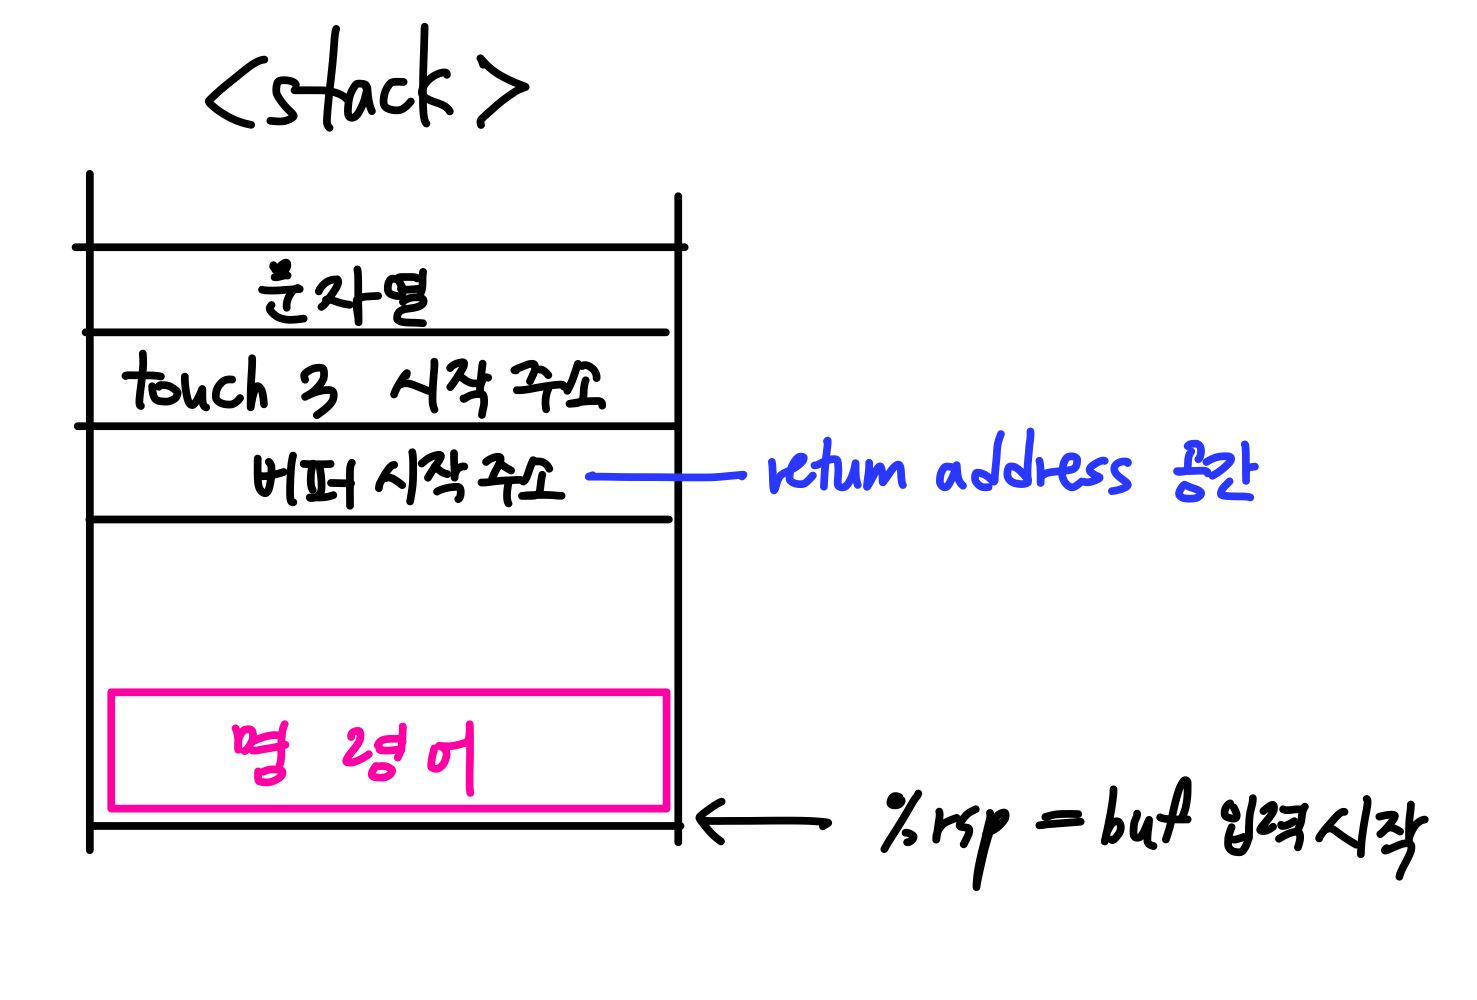 <stack>
문자열
touch 3 시작 주소
버퍼 시작 주소
return address 공간
명령어
%rsp = buf 입력시작